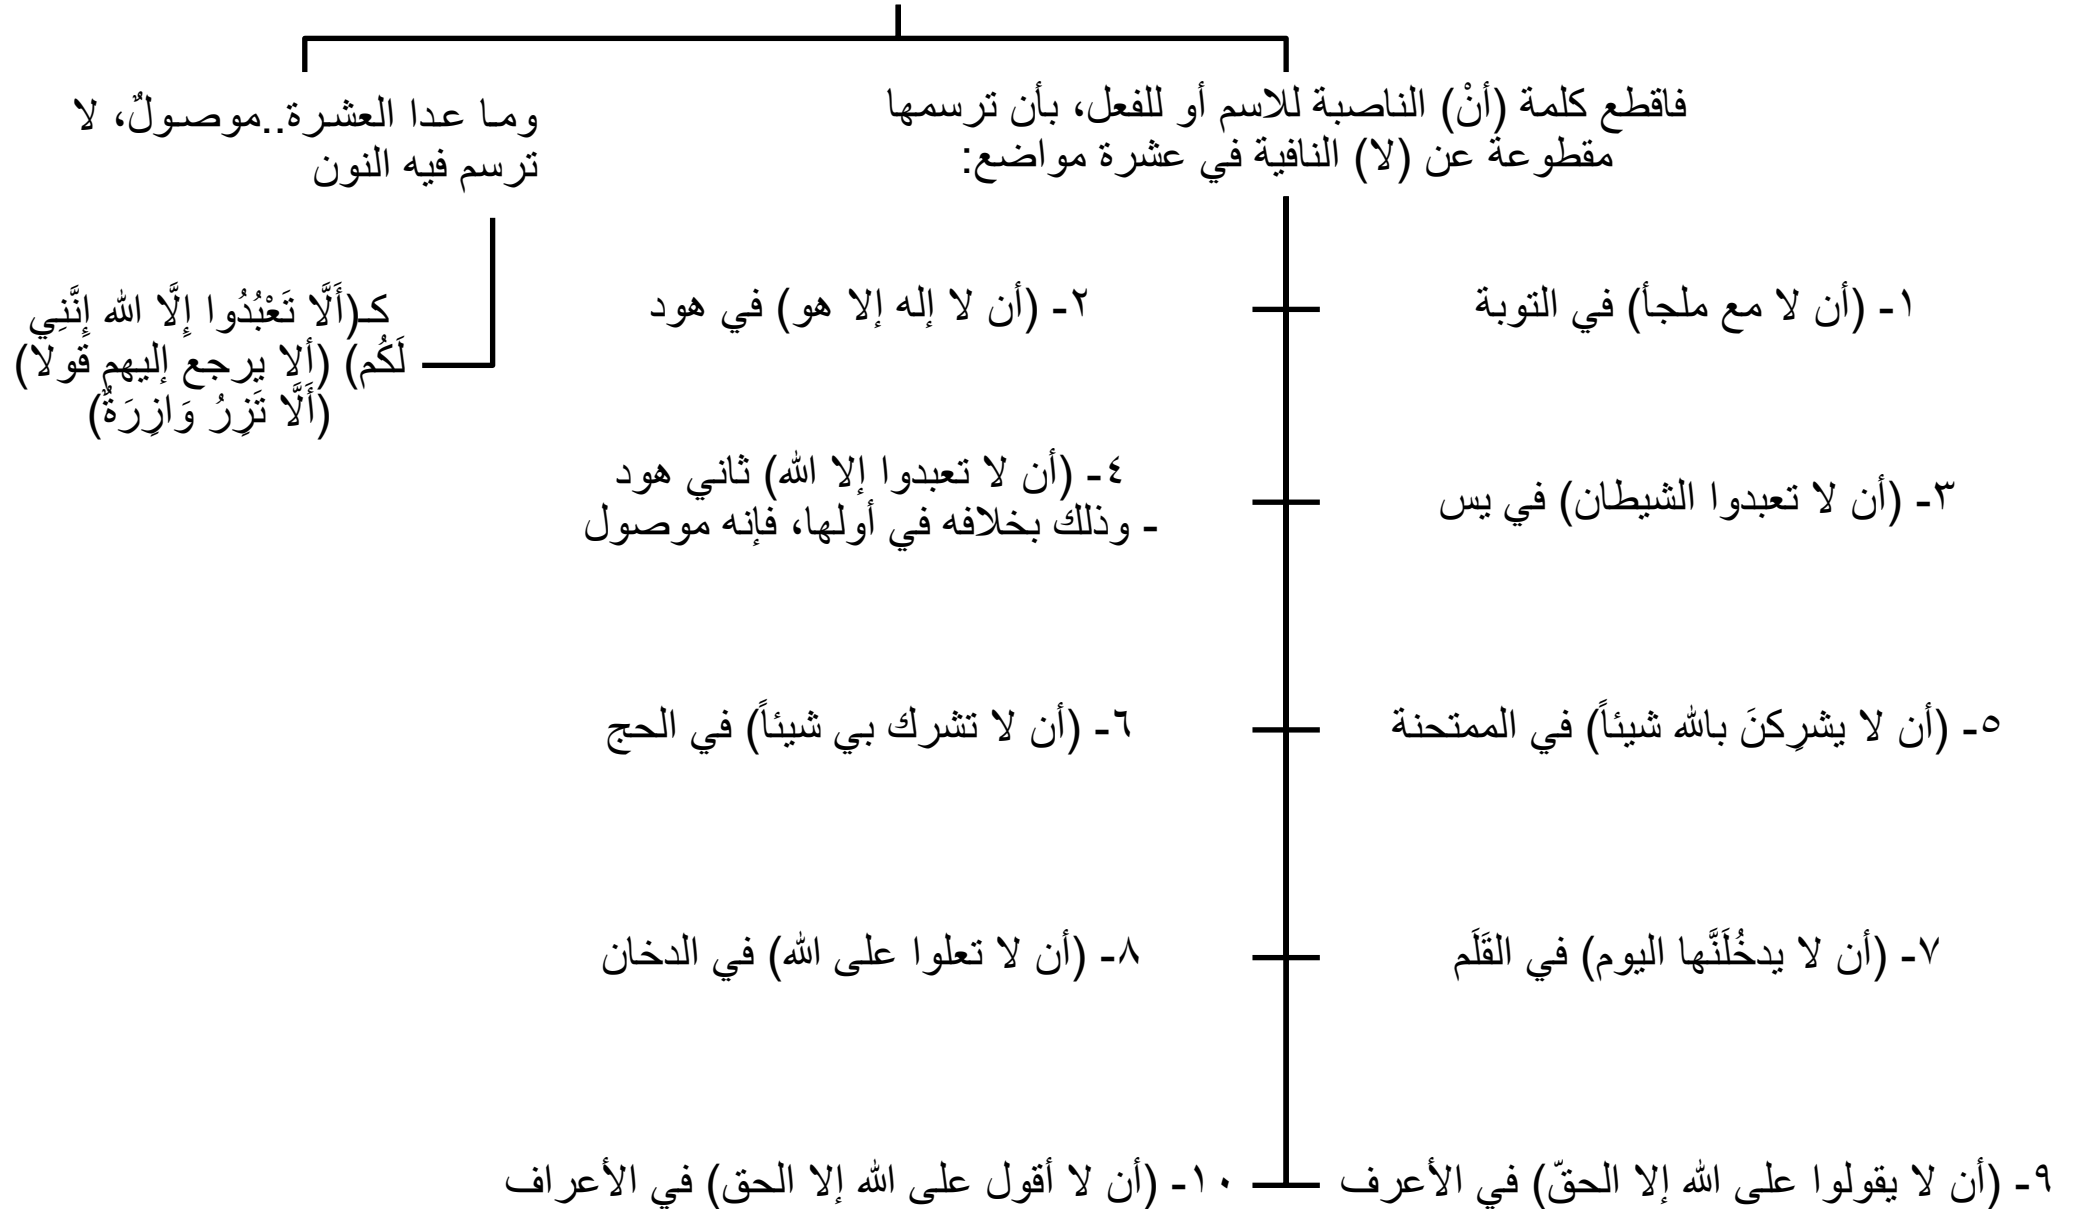 فاقطع كلمة (أنْ) الناصبة للاسم أو للفعل، بأن ترسمها
مقطوعة عن (لا) النافية في عشرة مواضع:
١- (أن لا مع ملجأ) في التوبة
٢- (أن لا إله إلا هو) في هود
٣- (أن لا تعبدوا الشيطان) في يس
٤- (أن لا تعبدوا إلا الله) ثاني هود
- وذلك بخلافه في أولها، فإنه موصول
٥- (أن لا يشرِكنَ بالله شيئاً) في الممتحنة
٦- (أن لا تشرك بي شيئاً) في الحج
٧- (أن لا يدخُلَنَّها اليوم) في القَلَم
٨- (أن لا تعلوا على الله) في الدخان
٩- (أن لا يقولوا على الله إلا الحقّ) في الأعرف
١٠- (أن لا أقول على الله إلا الحق) في الأعراف
وما عدا العشرة..موصولٌ، لا
ترسم فيه النون
كـ(أَلَّا تَعْبُدُوا إِلَّا الله إِنَّنِي
لَكُم) (ألا يرجع إليهم قولا)
(أَلَّا تَزِرُ وَازِرَةٌ)